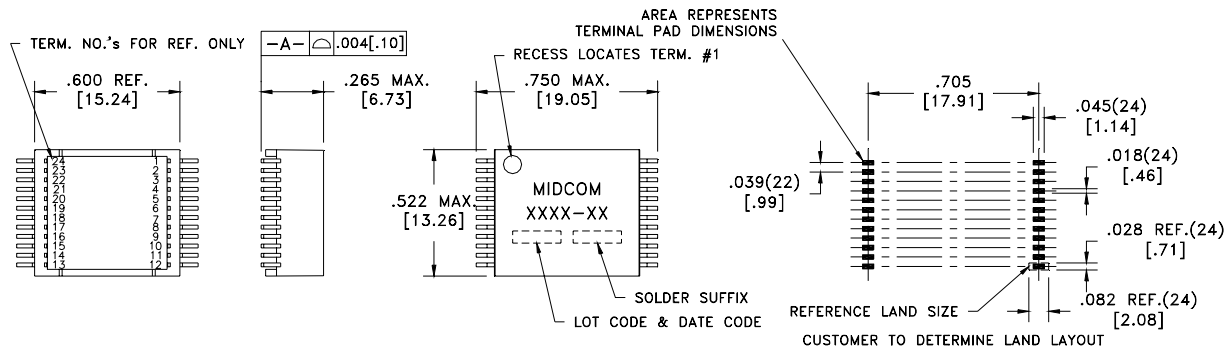 TERM. NO.'s FOR REF. ONLY
.600 REF.
[15.24]
24
23
22
21
20
19
18
17
16
15
14
13
1
2
3
4
5
6
7
8
9
10
11
12
-A- ⌓ .004[.10]
.265 MAX.
[6.73]
RECESS LOCATES TERM. #1
.750 MAX.
[19.05]
.522 MAX.
[13.26]
MIDCOM
XXXX-XX
SOLDER SUFFIX
LOT CODE & DATE CODE
AREA REPRESENTS
TERMINAL PAD DIMENSIONS
.705
[17.91]
.045(24)
[1.14]
.018(24)
[.46]
.039(22)
[.99]
.028 REF.(24)
[.71]
REFERENCE LAND SIZE
.082 REF.(24)
[2.08]
CUSTOMER TO DETERMINE LAND LAYOUT